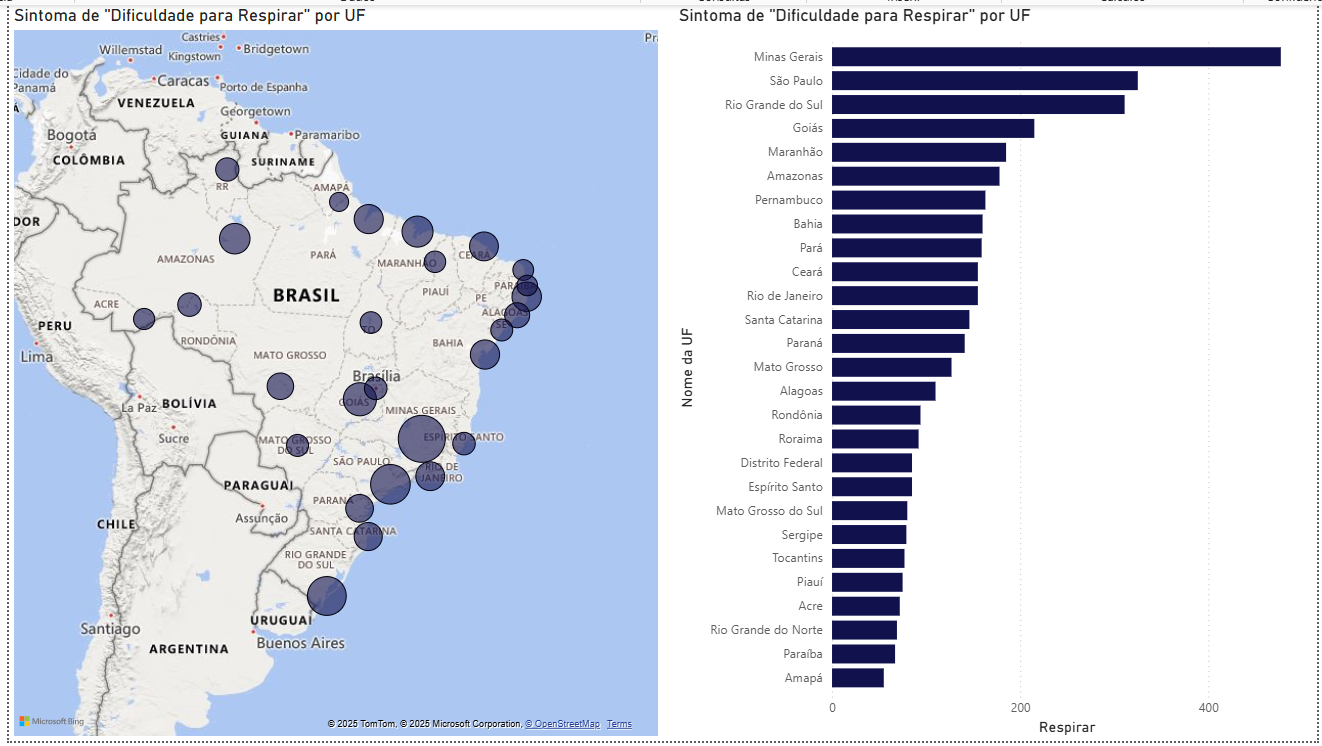 Sintoma de "Dificuldade para Respirar" por UF
Castries
Willemstad
Bridgetown
Kingstown
Cidade do
Panamá
Caracas
Porto de Espanha
VENEZUELA
Georgetown
Bogotá
GUIANA
Paramaribo
COLÔMBIA
SURINAME
RR
AMAPÁ
DOR
AMAZONAS
PARÁ
MARANHÃO
CEARÁ
PIAUÍ
PARAÍBA
PE
BRASIL
ACRE
ALAGOAS
SE
PERU
TO
Lima
RONDÔNIA
BAHIA
MATO GROSSO
Brasília
La Paz
BOLÍVIA
GOIÁS
MINAS GERAIS
Sucre
MATO GROSSO
DO SUL
ESPÍRITO SANTO
SÃO PAULO
RIO DE
JANEIRO
PARAGUAI
PARANÁ
Assunção
CHILE
SANTA CATARINA
RIO GRANDE
DO SUL
URUGUAI
Santiago
Buenos Aires
ARGENTINA
Microsoft Bing
© 2025 TomTom, © 2025 Microsoft Corporation, © OpenStreetMap Terms
Sintoma de "Dificuldade para Respirar" por UF
Nome da UF
Minas Gerais
São Paulo
Rio Grande do Sul
Goiás
Maranhão
Amazonas
Pernambuco
Bahia
Pará
Ceará
Rio de Janeiro
Santa Catarina
Paraná
Mato Grosso
Alagoas
Rondônia
Roraima
Distrito Federal
Espírito Santo
Mato Grosso do Sul
Sergipe
Tocantins
Piauí
Acre
Rio Grande do Norte
Paraíba
Amapá
0 200 400
Respirar